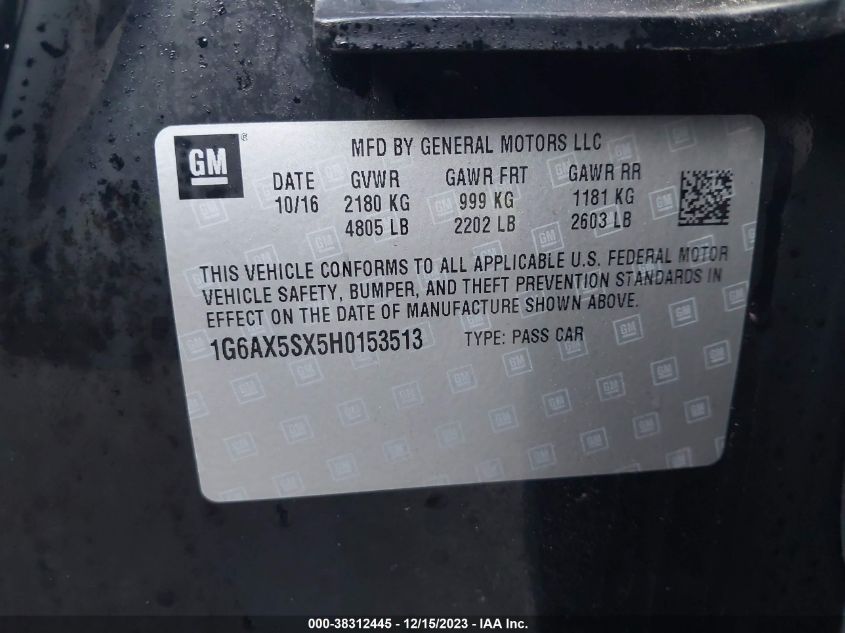 GM ® MFD BY GENERAL MOTORS LLC
DATE GVWR GAWR FRT GAWR RR
10/16 2180 KG 999 KG 1181 KG
4805 LB 2202 LB 2603 LB
THIS VEHICLE CONFORMS TO ALL APPLICABLE U.S. FEDERAL MOTOR
VEHICLE SAFETY, BUMPER, AND THEFT PREVENTION STANDARDS IN
EFFECT ON THE DATE OF MANUFACTURE SHOWN ABOVE.
1G6AX5SX5H0153513 TYPE: PASS CAR
000-38312445 - 12/15/2023 - IAA Inc.